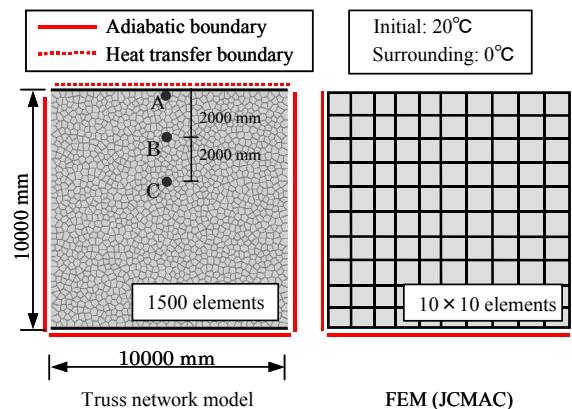 Adiabatic boundary
Heat transfer boundary
Initial: 20℃
Surrounding: 0℃
A
2000 mm
B
2000 mm
C
10000 mm
1500 elements
10×10 elements
10000 mm
Truss network model
FEM (JCMAC)